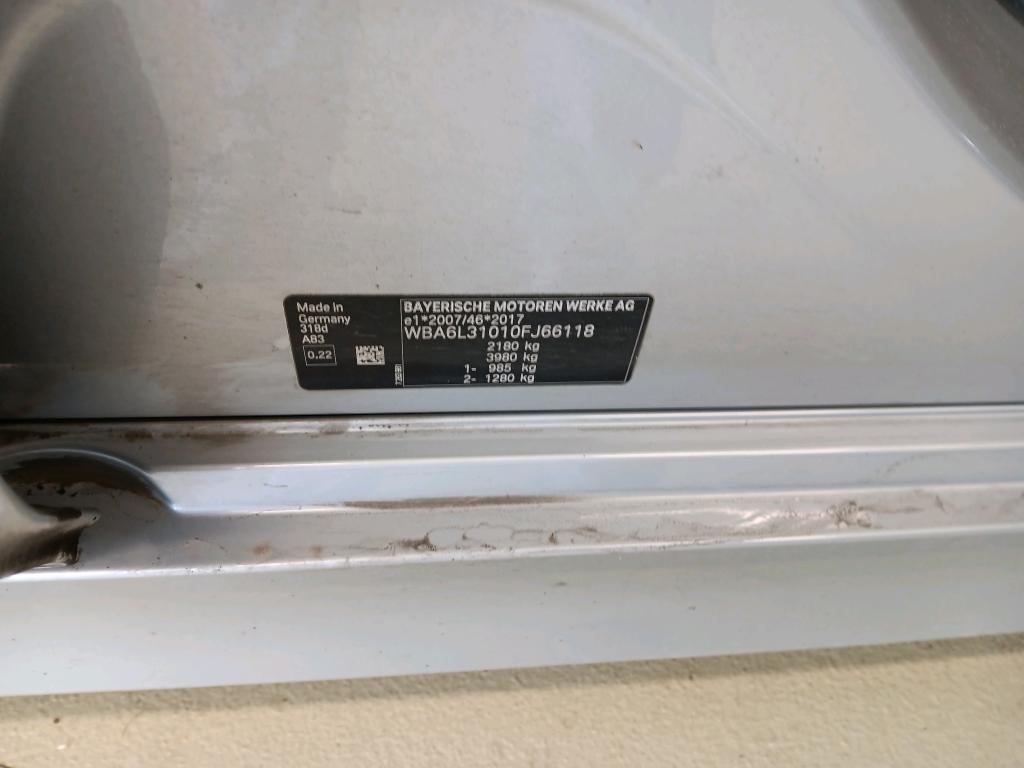 Made in
Germany
318d
A83
0.22
BAYERISCHE MOTOREN WERKE AG
e1*2007/46*2017
WBA6L31010FJ66118
2180 kg
3980 kg
1- 985 kg
2- 1280 kg